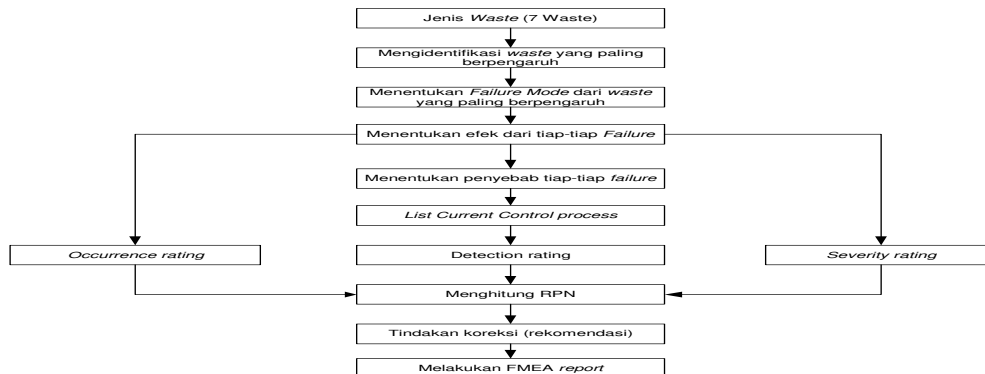 Jenis Waste (7 Waste)
Mengidentifikasi waste yang paling
berpengaruh
Menentukan Failure Mode dari waste
yang paling berpengaruh
Menentukan efek dari tiap-tiap Failure
Menentukan penyebab tiap-tiap failure
List Current Control process
Occurrence rating
Detection rating
Severity rating
Menghitung RPN
Tindakan koreksi (rekomendasi)
Melakukan FMEA report